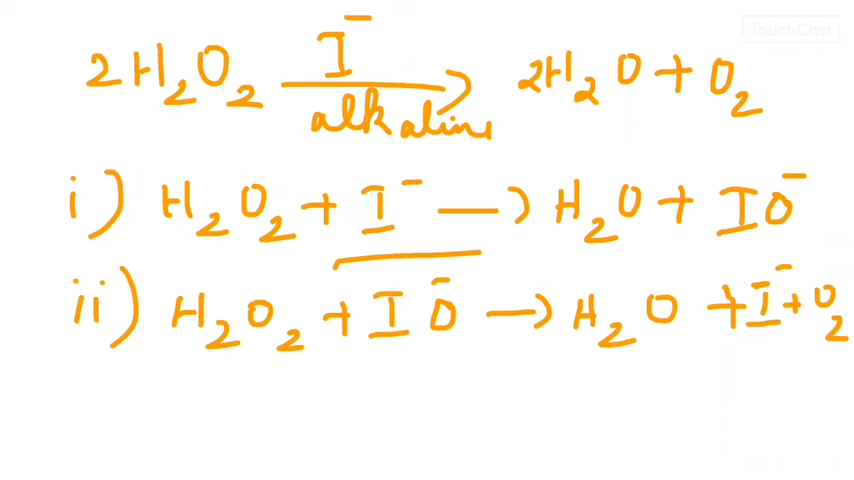 TouchCast
2H₂O₂ —I⁻/alkaline→ 2H₂O + O₂
i) H₂O₂ + I⁻ → H₂O + IO⁻
ii) H₂O₂ + IO⁻ → H₂O + I⁻ + O₂